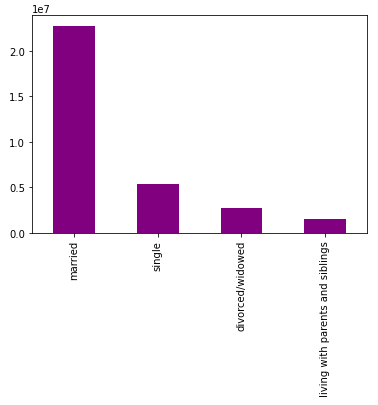 1e7
2.0
1.5
1.0
0.5
0.0
married
single
divorced/widowed
living with parents and siblings